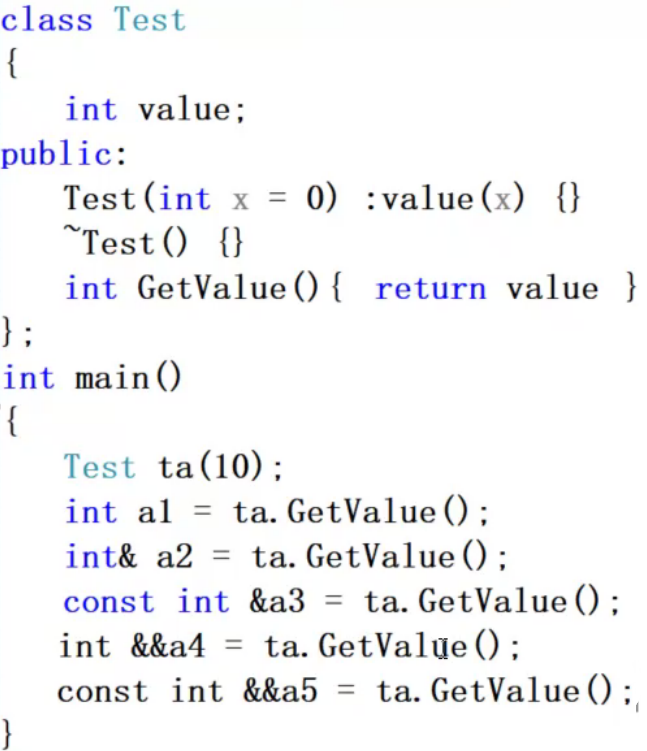 class Test
{
int value;
public:
Test(int x = 0) :value(x) {}
~Test() {}
int GetValue(){ return value }
};
int main()
{
Test ta(10);
int a1 = ta.GetValue();
int& a2 = ta.GetValue();
const int &a3 = ta.GetValue();
int &&a4 = ta.GetValue();
const int &&a5 = ta.GetValue();
}